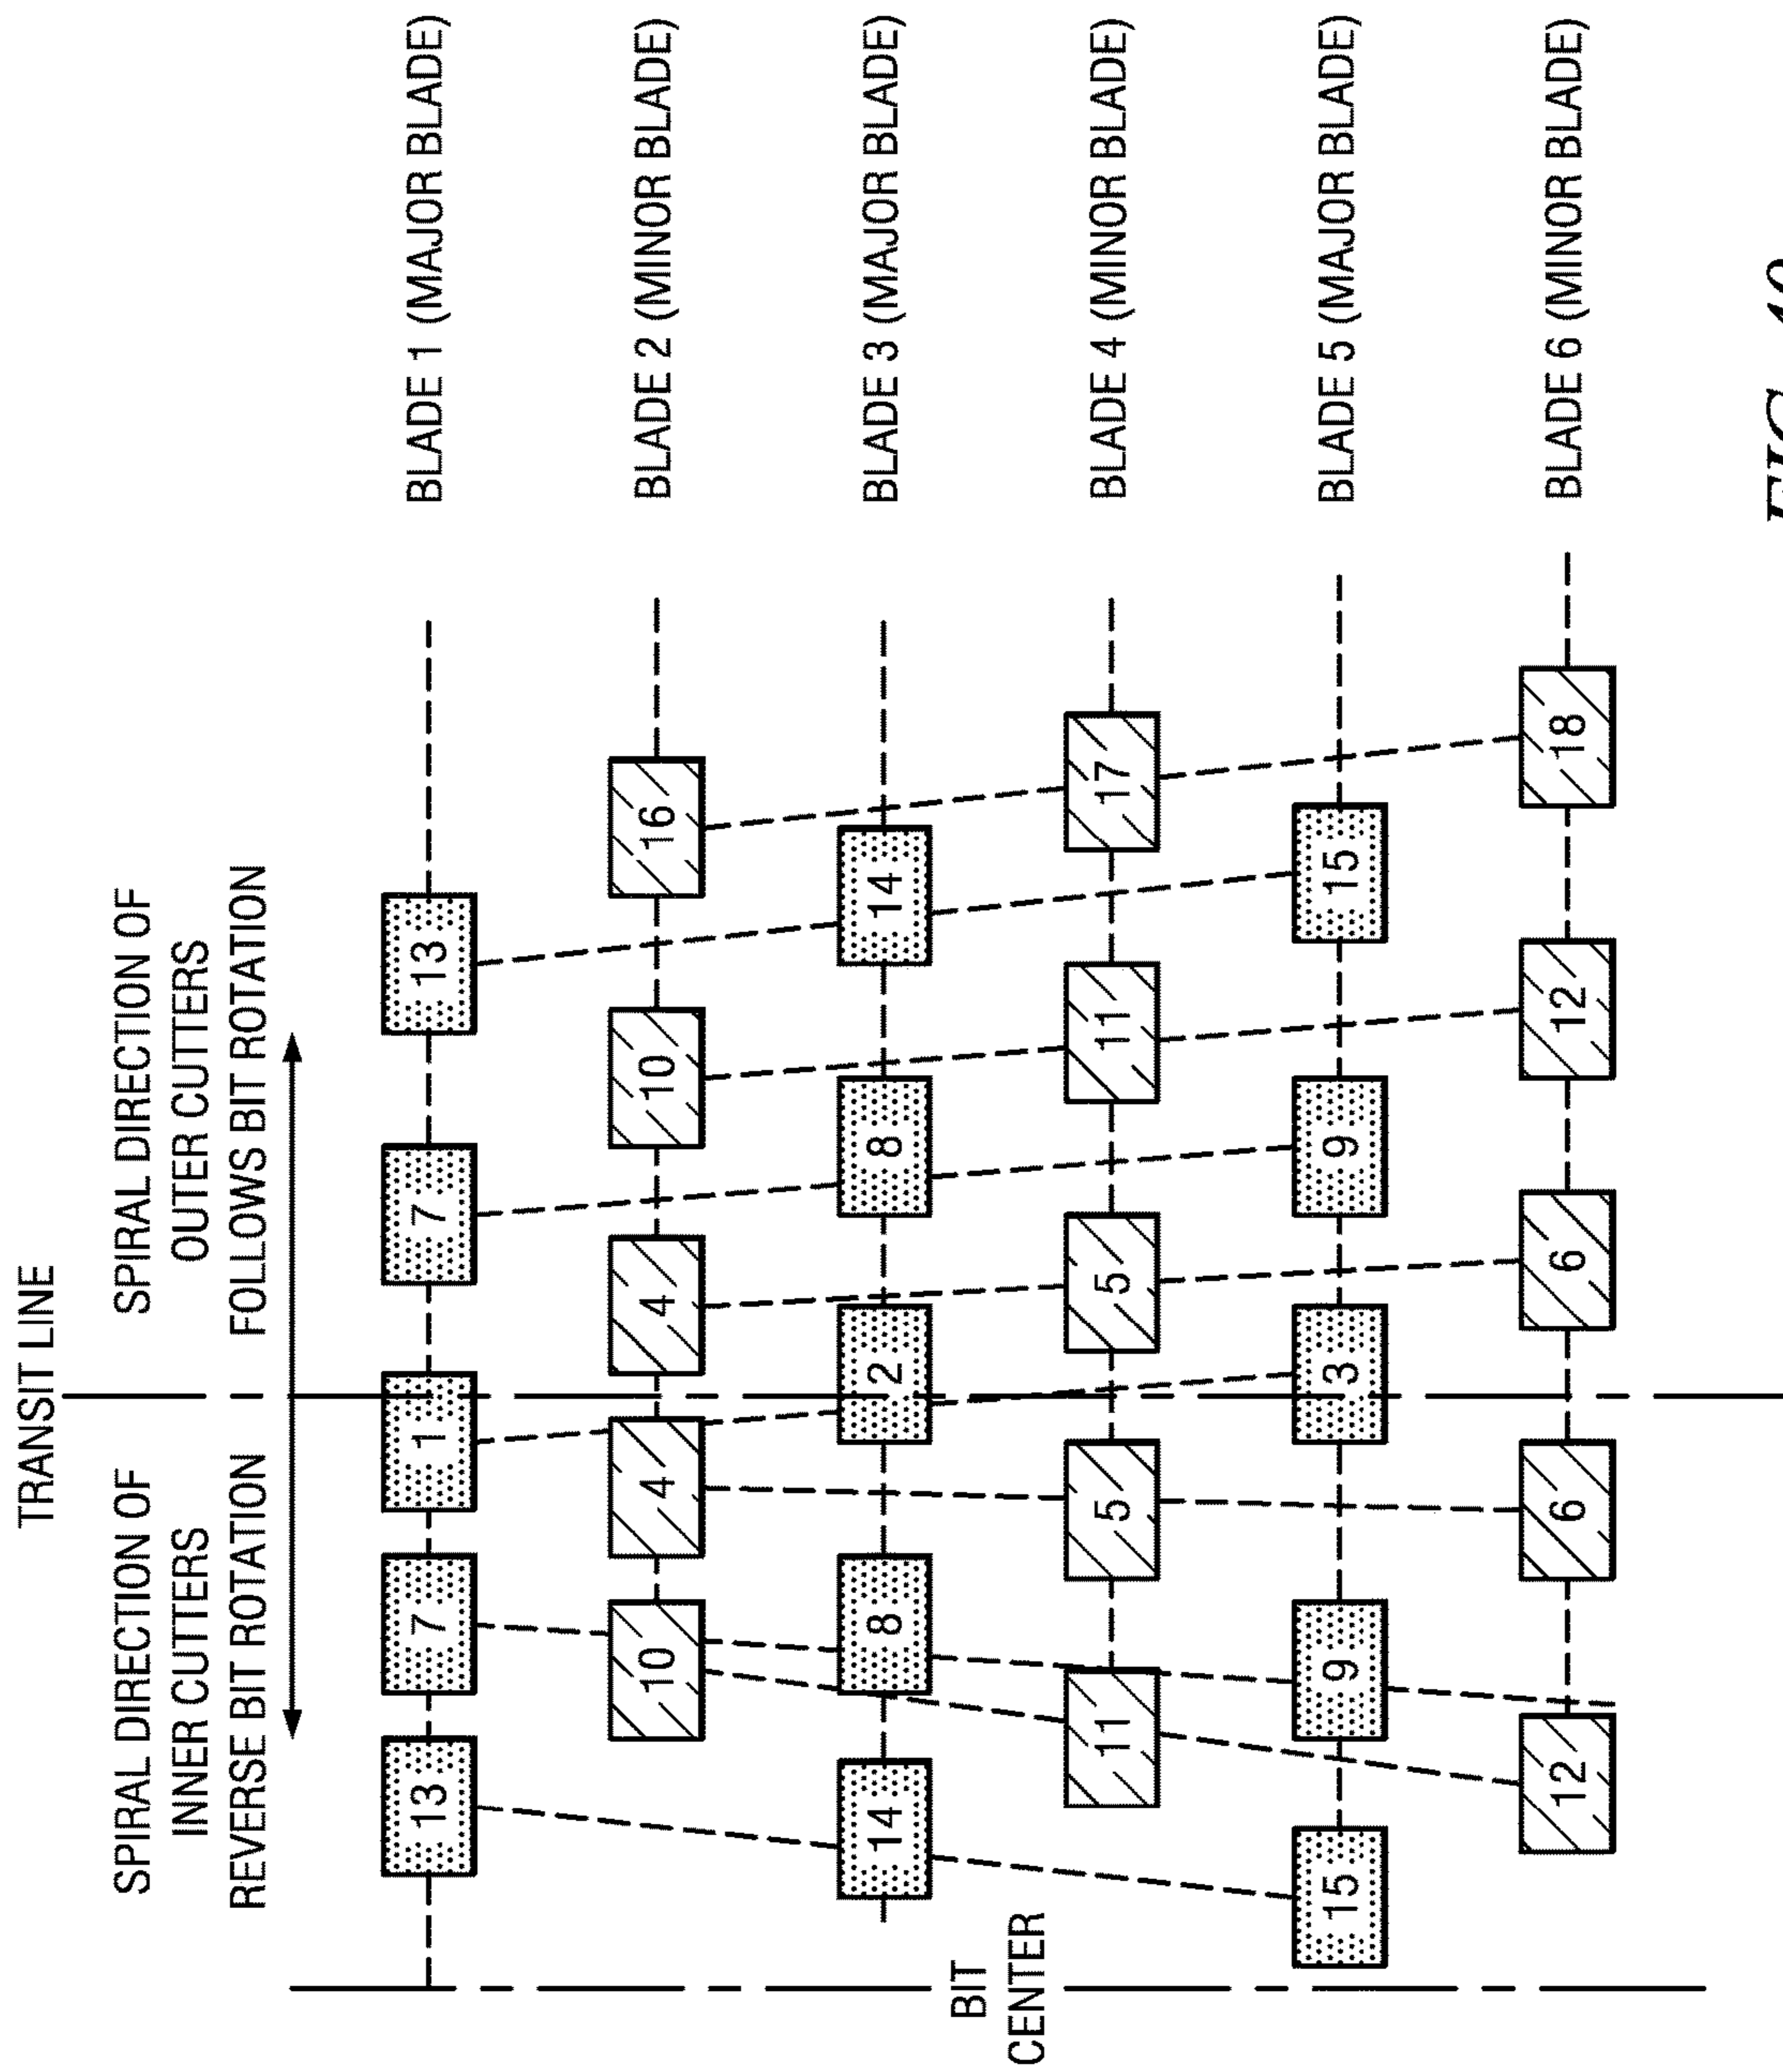 TRANSIT LINE
SPIRAL DIRECTION OF
INNER CUTTERS
REVERSE BIT ROTATION
SPIRAL DIRECTION OF
OUTER CUTTERS
FOLLOWS BIT ROTATION
13 7 1 7 13 BLADE 1 (MAJOR BLADE)
10 4 4 10 16 BLADE 2 (MINOR BLADE)
14 8 2 8 14 BLADE 3 (MAJOR BLADE)
BIT
CENTER
11 5 5 11 17 BLADE 4 (MINOR BLADE)
15 9 3 9 15 BLADE 5 (MAJOR BLADE)
12 6 6 12 18 BLADE 6 (MINOR BLADE)
FIG.